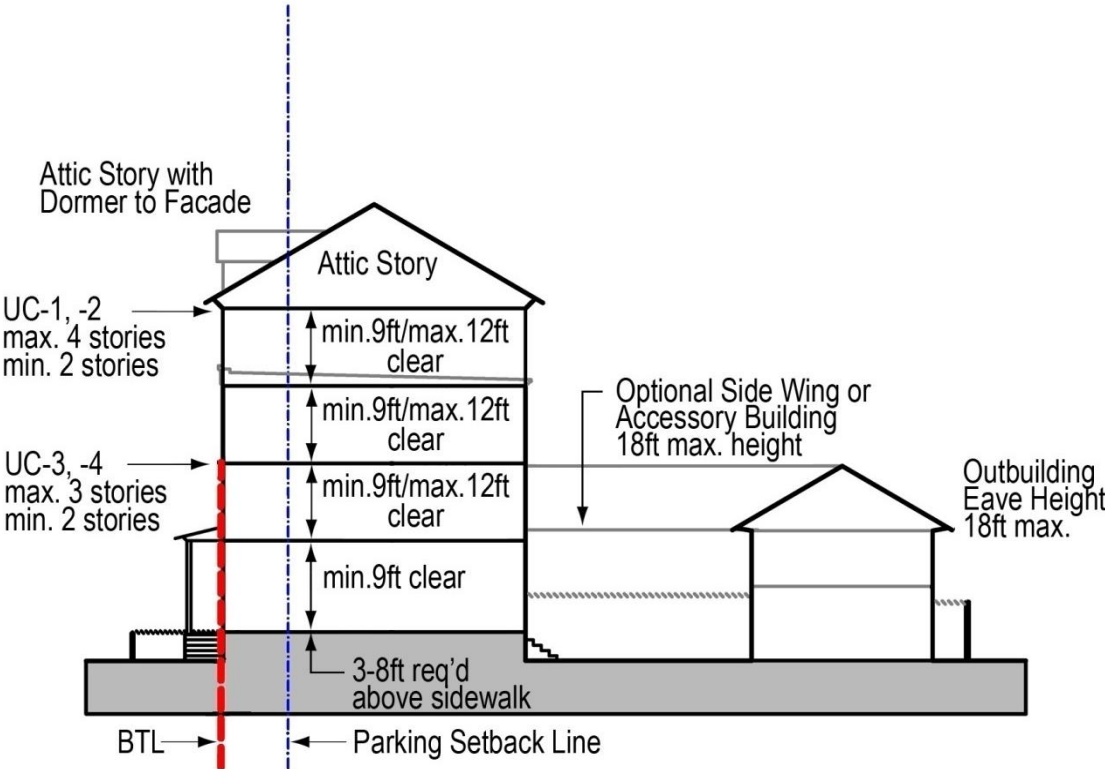 Attic Story with
Dormer to Facade
Attic Story
UC-1, -2
max. 4 stories
min. 2 stories
min.9ft/max.12ft
clear
min.9ft/max.12ft
clear
Optional Side Wing or
Accessory Building
18ft max. height
UC-3, -4
max. 3 stories
min. 2 stories
min.9ft/max.12ft
clear
Outbuilding
Eave Height
18ft max.
min.9ft clear
3-8ft req'd
above sidewalk
BTL
Parking Setback Line